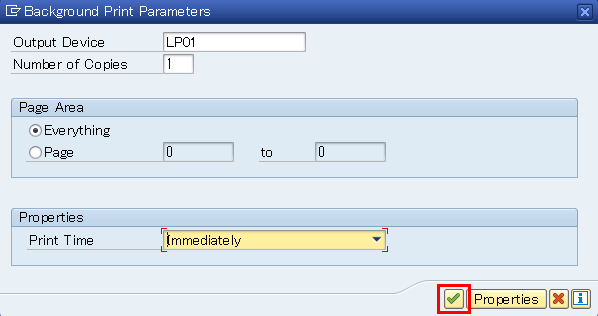 Background Print Parameters
Output Device LP01
Number of Copies 1
Page Area
Everything
Page 0 to 0
Properties
Print Time Immediately
Properties